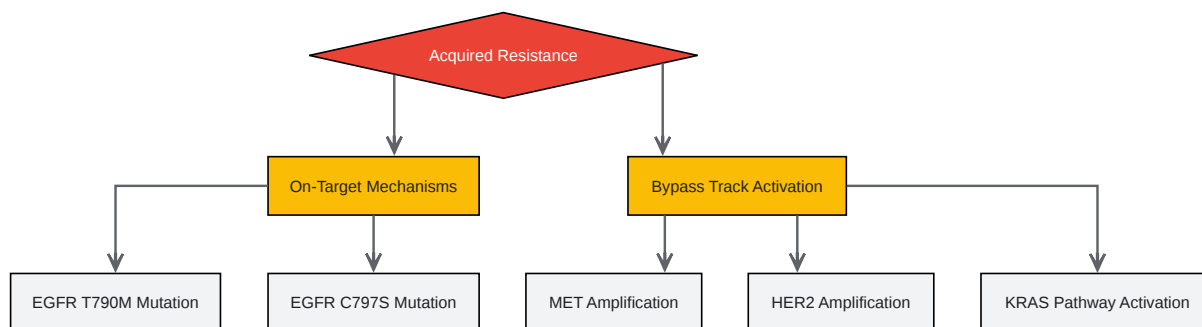 Acquired Resistance
On-Target Mechanisms
Bypass Track Activation
EGFR T790M Mutation
EGFR C797S Mutation
MET Amplification
HER2 Amplification
KRAS Pathway Activation